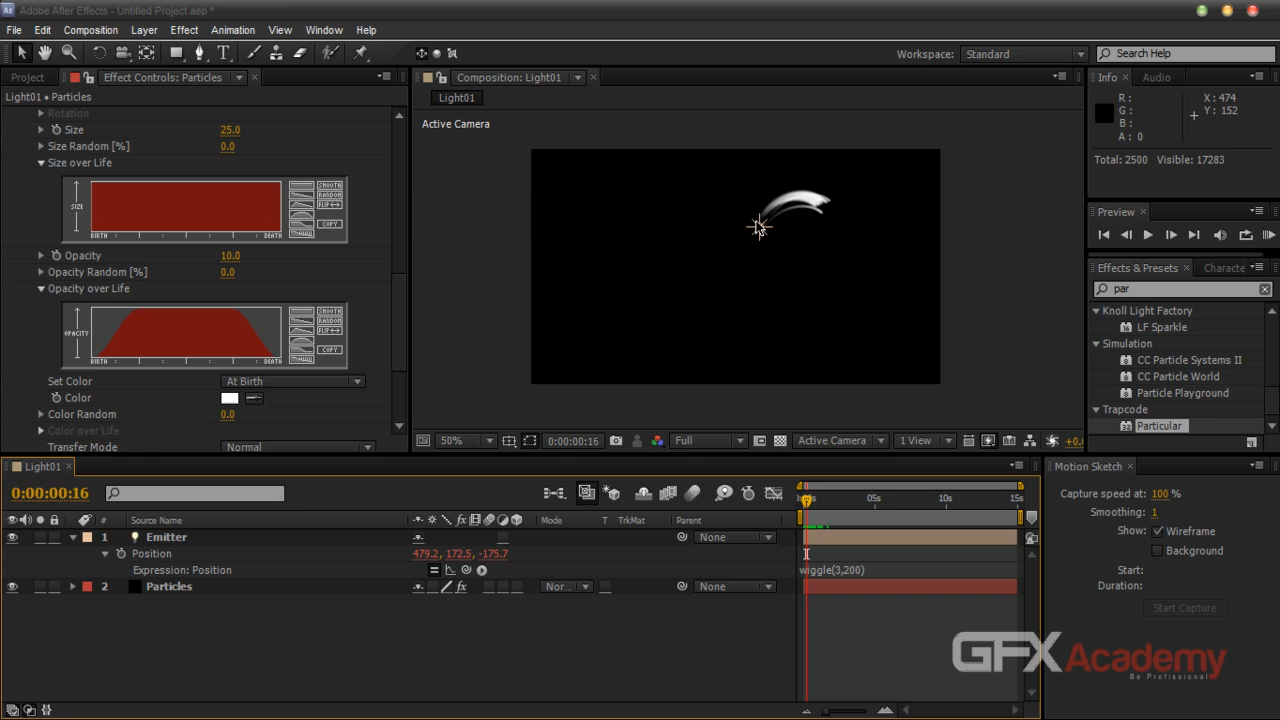 Adobe After Effects - Untitled Project.aep *
File Edit Composition Layer Effect Animation View Window Help
Workspace: Standard Search Help
Project Effect Controls: Particles
Light01 • Particles
Rotation
Size 25.0
Size Random [%] 0.0
Size over Life
SIZE
SMOOTH
RANDOM
FLIP
COPY
BIRTH DEATH
Opacity 10.0
Opacity Random [%] 0.0
Opacity over Life
OPACITY
SMOOTH
RANDOM
FLIP
COPY
BIRTH DEATH
Set Color At Birth
Color
Color Random 0.0
Color over Life
Transfer Mode Normal
Composition: Light01
Light01
Active Camera
50% 0:00:00:16 Full Active Camera 1 View +0.
Info Audio
R :
G :
B :
A : 0
X : 474
Y : 152
Total: 2500 Visible: 17283
Preview
Effects & Presets Characte
par
Knoll Light Factory
LF Sparkle
Simulation
CC Particle Systems II
CC Particle World
Particle Playground
Trapcode
Particular
Light01
0:00:00:16
05s 10s 15s
# Source Name Mode T TrkMat Parent
1 Emitter None
Position 479.2, 172.5, -175.7
Expression: Position wiggle(3,200)
2 Particles Nor... None
Motion Sketch
Capture speed at: 100 %
Smoothing: 1
Show: Wireframe
Background
Start:
Duration:
Start Capture
GFXAcademy
Be Profissional